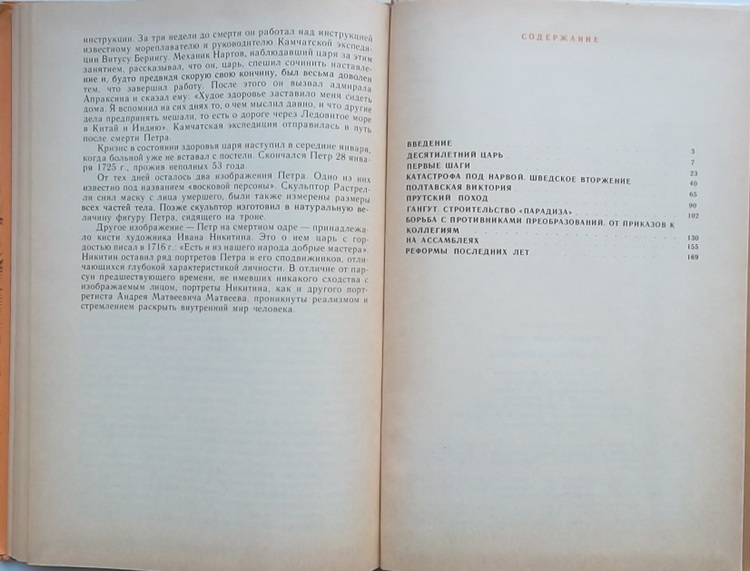 инструкции. За три недели до смерти он работал над инструкцией
известному мореплавателю и руководителю Камчатской экспеди-
ции Витусу Берингу. Механик Нартов, наблюдавший царя за этим
занятием, рассказывал, что он, царь, спешил сочинить наставле-
ние и, будто предвидя скорую свою кончину, был весьма доволен
тем, что завершил работу. После этого он вызвал адмирала
Апраксина и сказал ему: «Худое здоровье заставило меня сидеть
дома. Я вспомнил на сих днях то, о чем мыслил давно, и что другие
дела предпринять мешали, то есть о дороге через Ледовитое море
в Китай и Индию». Камчатская экспедиция отправилась в путь
после смерти Петра.
Кризис в состоянии здоровья царя наступил в середине января,
когда больной уже не вставал с постели. Скончался Петр 28 янва-
ря 1725 г., прожив неполных 53 года.
От тех дней осталось два изображения Петра. Одно из них
известно под названием «восковой персоны». Скульптор Растрел-
ли снял маску с лица умершего, были также измерены размеры
всех частей тела. Позже скульптор изготовил в натуральную ве-
личину фигуру Петра, сидящего на троне.
Другое изображение — Петр на смертном одре — принадлежа-
ло кисти художника Ивана Никитина. Это о нем царь с гор-
достью писал в 1716 г.: «Есть и из нашего народа добрые мастера».
Никитин оставил ряд портретов Петра и его сподвижников, отли-
чающихся глубокой характеристикой личности. В отличие от пар-
сун предшествующего времени, не имевших никакого сходства с
изображаемым лицом, портреты Никитина, как и другого порт-
ретиста Андрея Матвеевича Матвеева, проникнуты реализмом и
стремлением раскрыть внутренний мир человека.
СОДЕРЖАНИЕ
ВВЕДЕНИЕ 3
ДЕСЯТИЛЕТНИЙ ЦАРЬ 7
ПЕРВЫЕ ШАГИ 23
КАТАСТРОФА ПОД НАРВОЙ. ШВЕДСКОЕ ВТОРЖЕНИЕ 40
ПОЛТАВСКАЯ ВИКТОРИЯ 65
ПРУТСКИЙ ПОХОД 90
ГАНГУТ. СТРОИТЕЛЬСТВО «ПАРАДИЗА» 102
БОРЬБА С ПРОТИВНИКАМИ ПРЕОБРАЗОВАНИЙ. ОТ ПРИКАЗОВ К
КОЛЛЕГИЯМ 130
НА АССАМБЛЕЯХ 155
РЕФОРМЫ ПОСЛЕДНИХ ЛЕТ 169